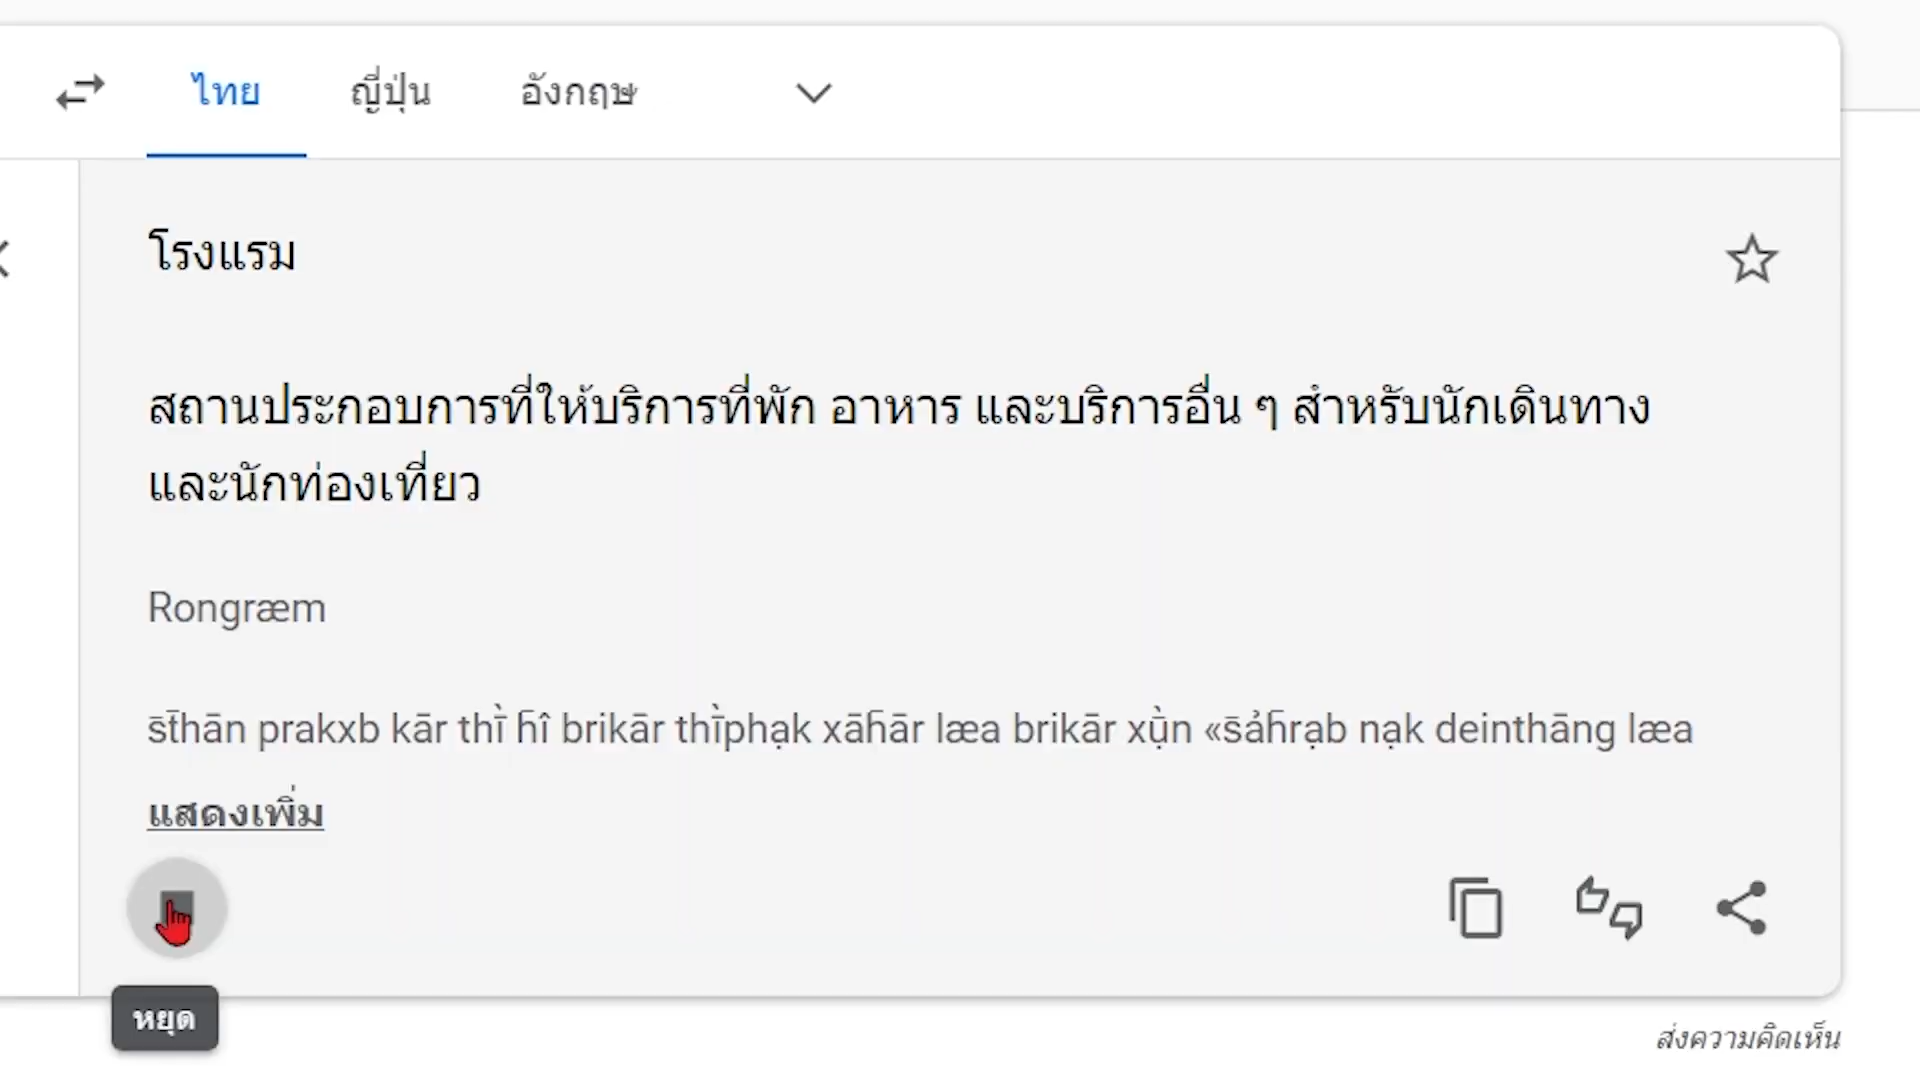 ไทย ญี่ปุ่น อังกฤษ
โรงแรม
สถานประกอบการที่ให้บริการที่พัก อาหาร และบริการอื่น ๆ สำหรับนักเดินทาง
และนักท่องเที่ยว
Rongræm
s̄t̄hān prakxb kār thī̀ h̄ı̂ brikār thī̀phạk xāh̄ār læa brikār xụ̄̀n «s̄ảh̄rạb nạk deinthāng læa
แสดงเพิ่ม
หยุด
ส่งความคิดเห็น